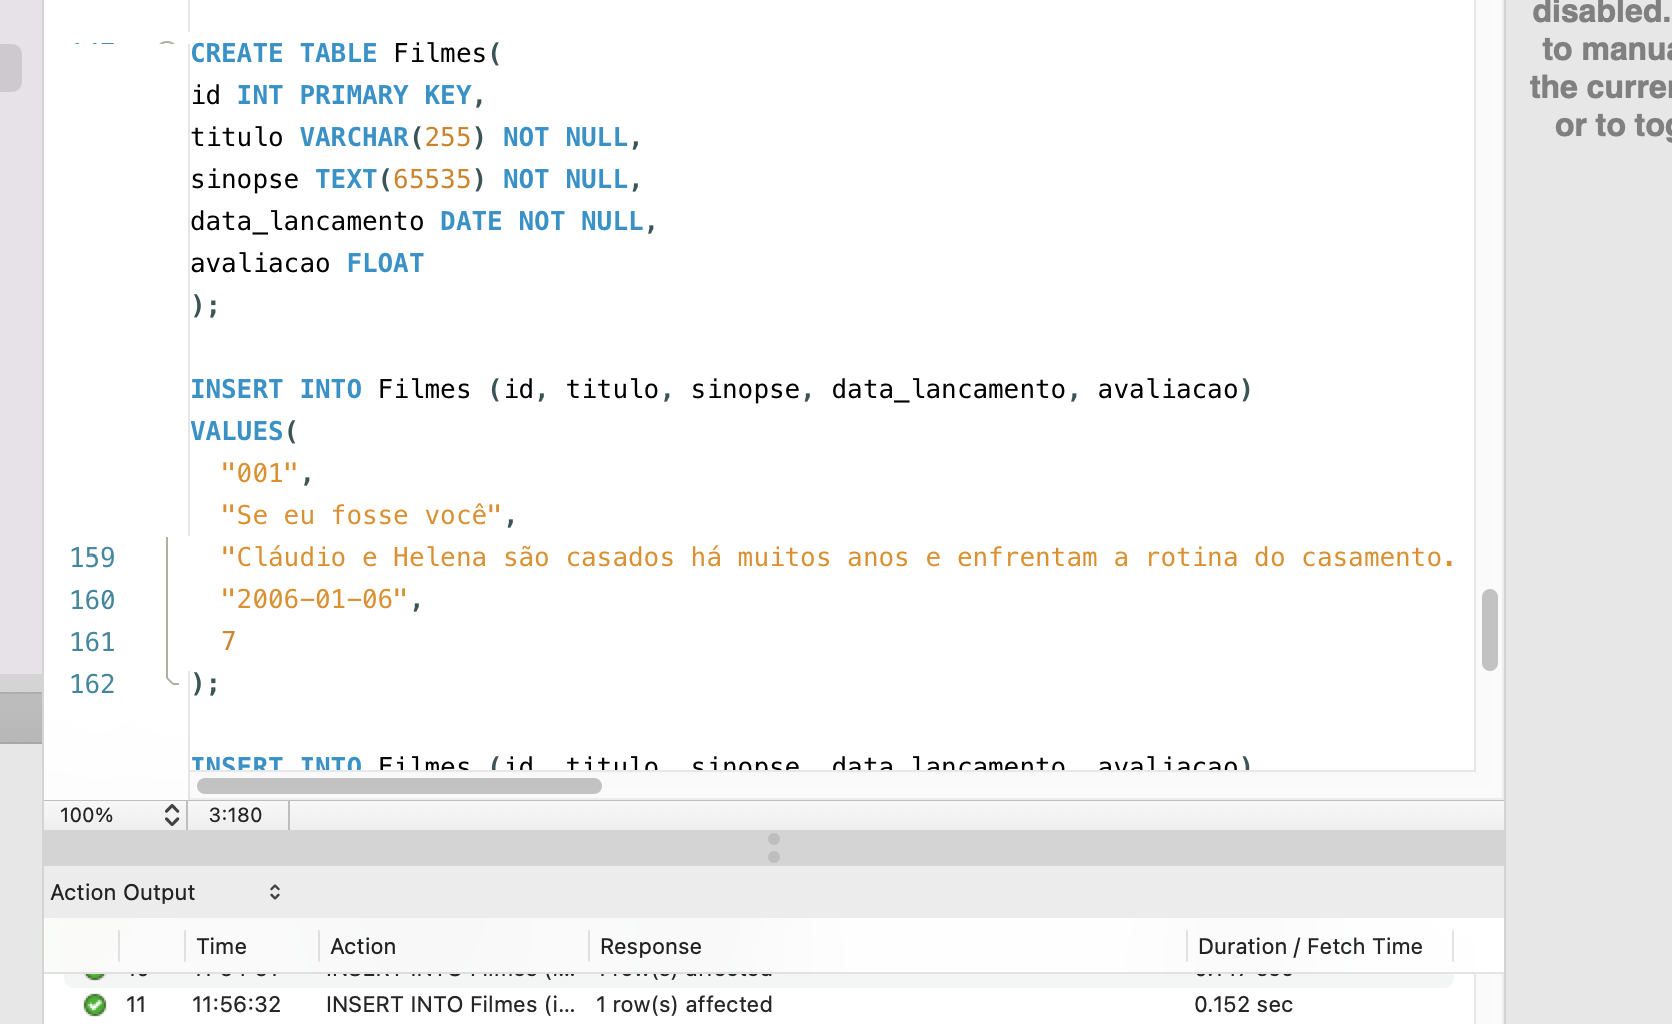 disabled.
to manua
the curre
or to tog
CREATE TABLE Filmes(
id INT PRIMARY KEY,
titulo VARCHAR(255) NOT NULL,
sinopse TEXT(65535) NOT NULL,
data_lancamento DATE NOT NULL,
avaliacao FLOAT
);
INSERT INTO Filmes (id, titulo, sinopse, data_lancamento, avaliacao)
VALUES(
"001",
"Se eu fosse você",
159 "Cláudio e Helena são casados há muitos anos e enfrentam a rotina do casamento.
160 "2006-01-06",
161 7
162 );
INSERT INTO Filmes (id, titulo, sinopse, data_lancamento, avaliacao)
100% 3:180
Action Output
Time Action Response Duration / Fetch Time
INSERT INTO Filmes (i... 1 row(s) affected
11 11:56:32 INSERT INTO Filmes (i... 1 row(s) affected 0.152 sec